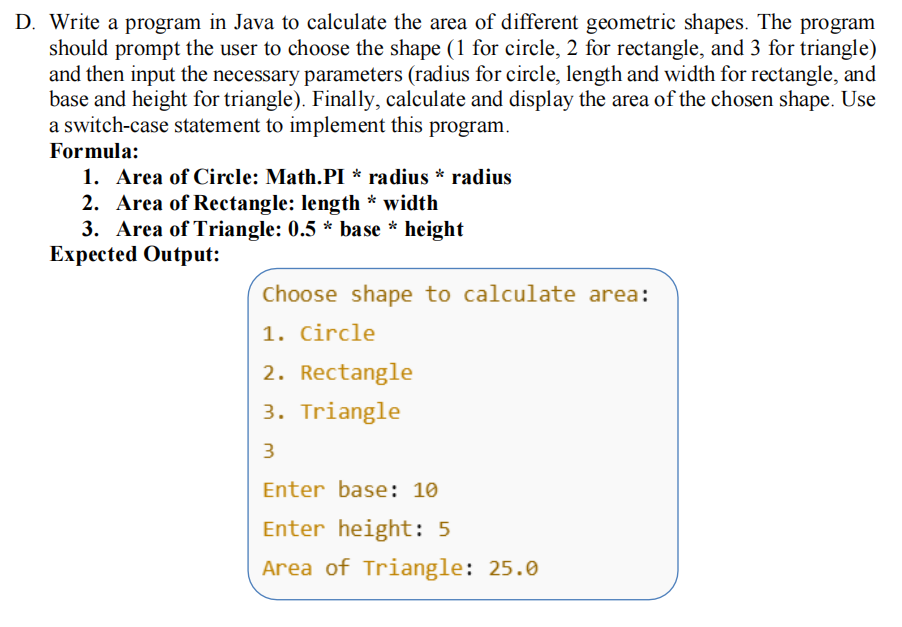 D. Write a program in Java to calculate the area of different geometric shapes. The program
should prompt the user to choose the shape (1 for circle, 2 for rectangle, and 3 for triangle)
and then input the necessary parameters (radius for circle, length and width for rectangle, and
base and height for triangle). Finally, calculate and display the area of the chosen shape. Use
a switch-case statement to implement this program.
Formula:
1. Area of Circle: Math.PI * radius * radius
2. Area of Rectangle: length * width
3. Area of Triangle: 0.5 * base * height
Expected Output:
Choose shape to calculate area:
1. Circle
2. Rectangle
3. Triangle
3
Enter base: 10
Enter height: 5
Area of Triangle: 25.0